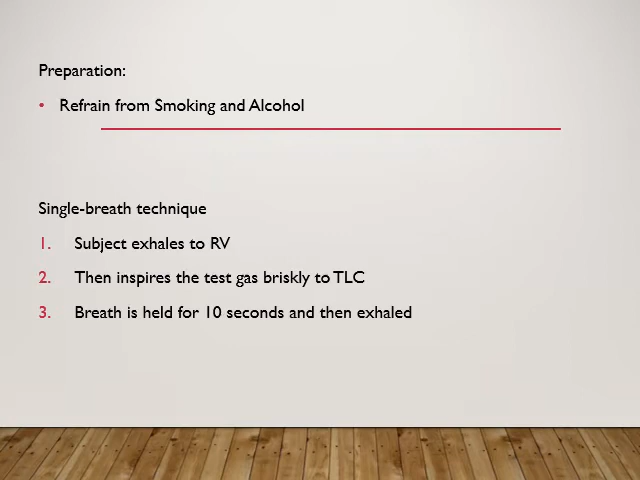 Preparation:
• Refrain from Smoking and Alcohol
Single-breath technique
1. Subject exhales to RV
2. Then inspires the test gas briskly to TLC
3. Breath is held for 10 seconds and then exhaled